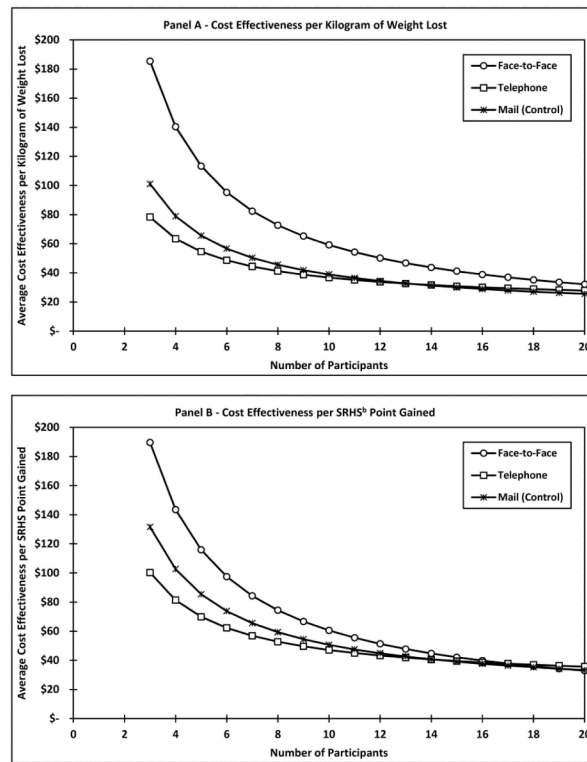 Panel A - Cost Effectiveness per Kilogram of Weight Lost
Average Cost Effectiveness per Kilogram of Weight Lost
$200
$180
$160
$140
$120
$100
$80
$60
$40
$20
$-
Face-to-Face
Telephone
Mail (Control)
0 2 4 6 8 10 12 14 16 18 20
Number of Participants
Panel B - Cost Effectiveness per SRHSᵇ Point Gained
Average Cost Effectiveness per SRHS Point Gained
$200
$180
$160
$140
$120
$100
$80
$60
$40
$20
$-
Face-to-Face
Telephone
Mail (Control)
0 2 4 6 8 10 12 14 16 18 20
Number of Participants